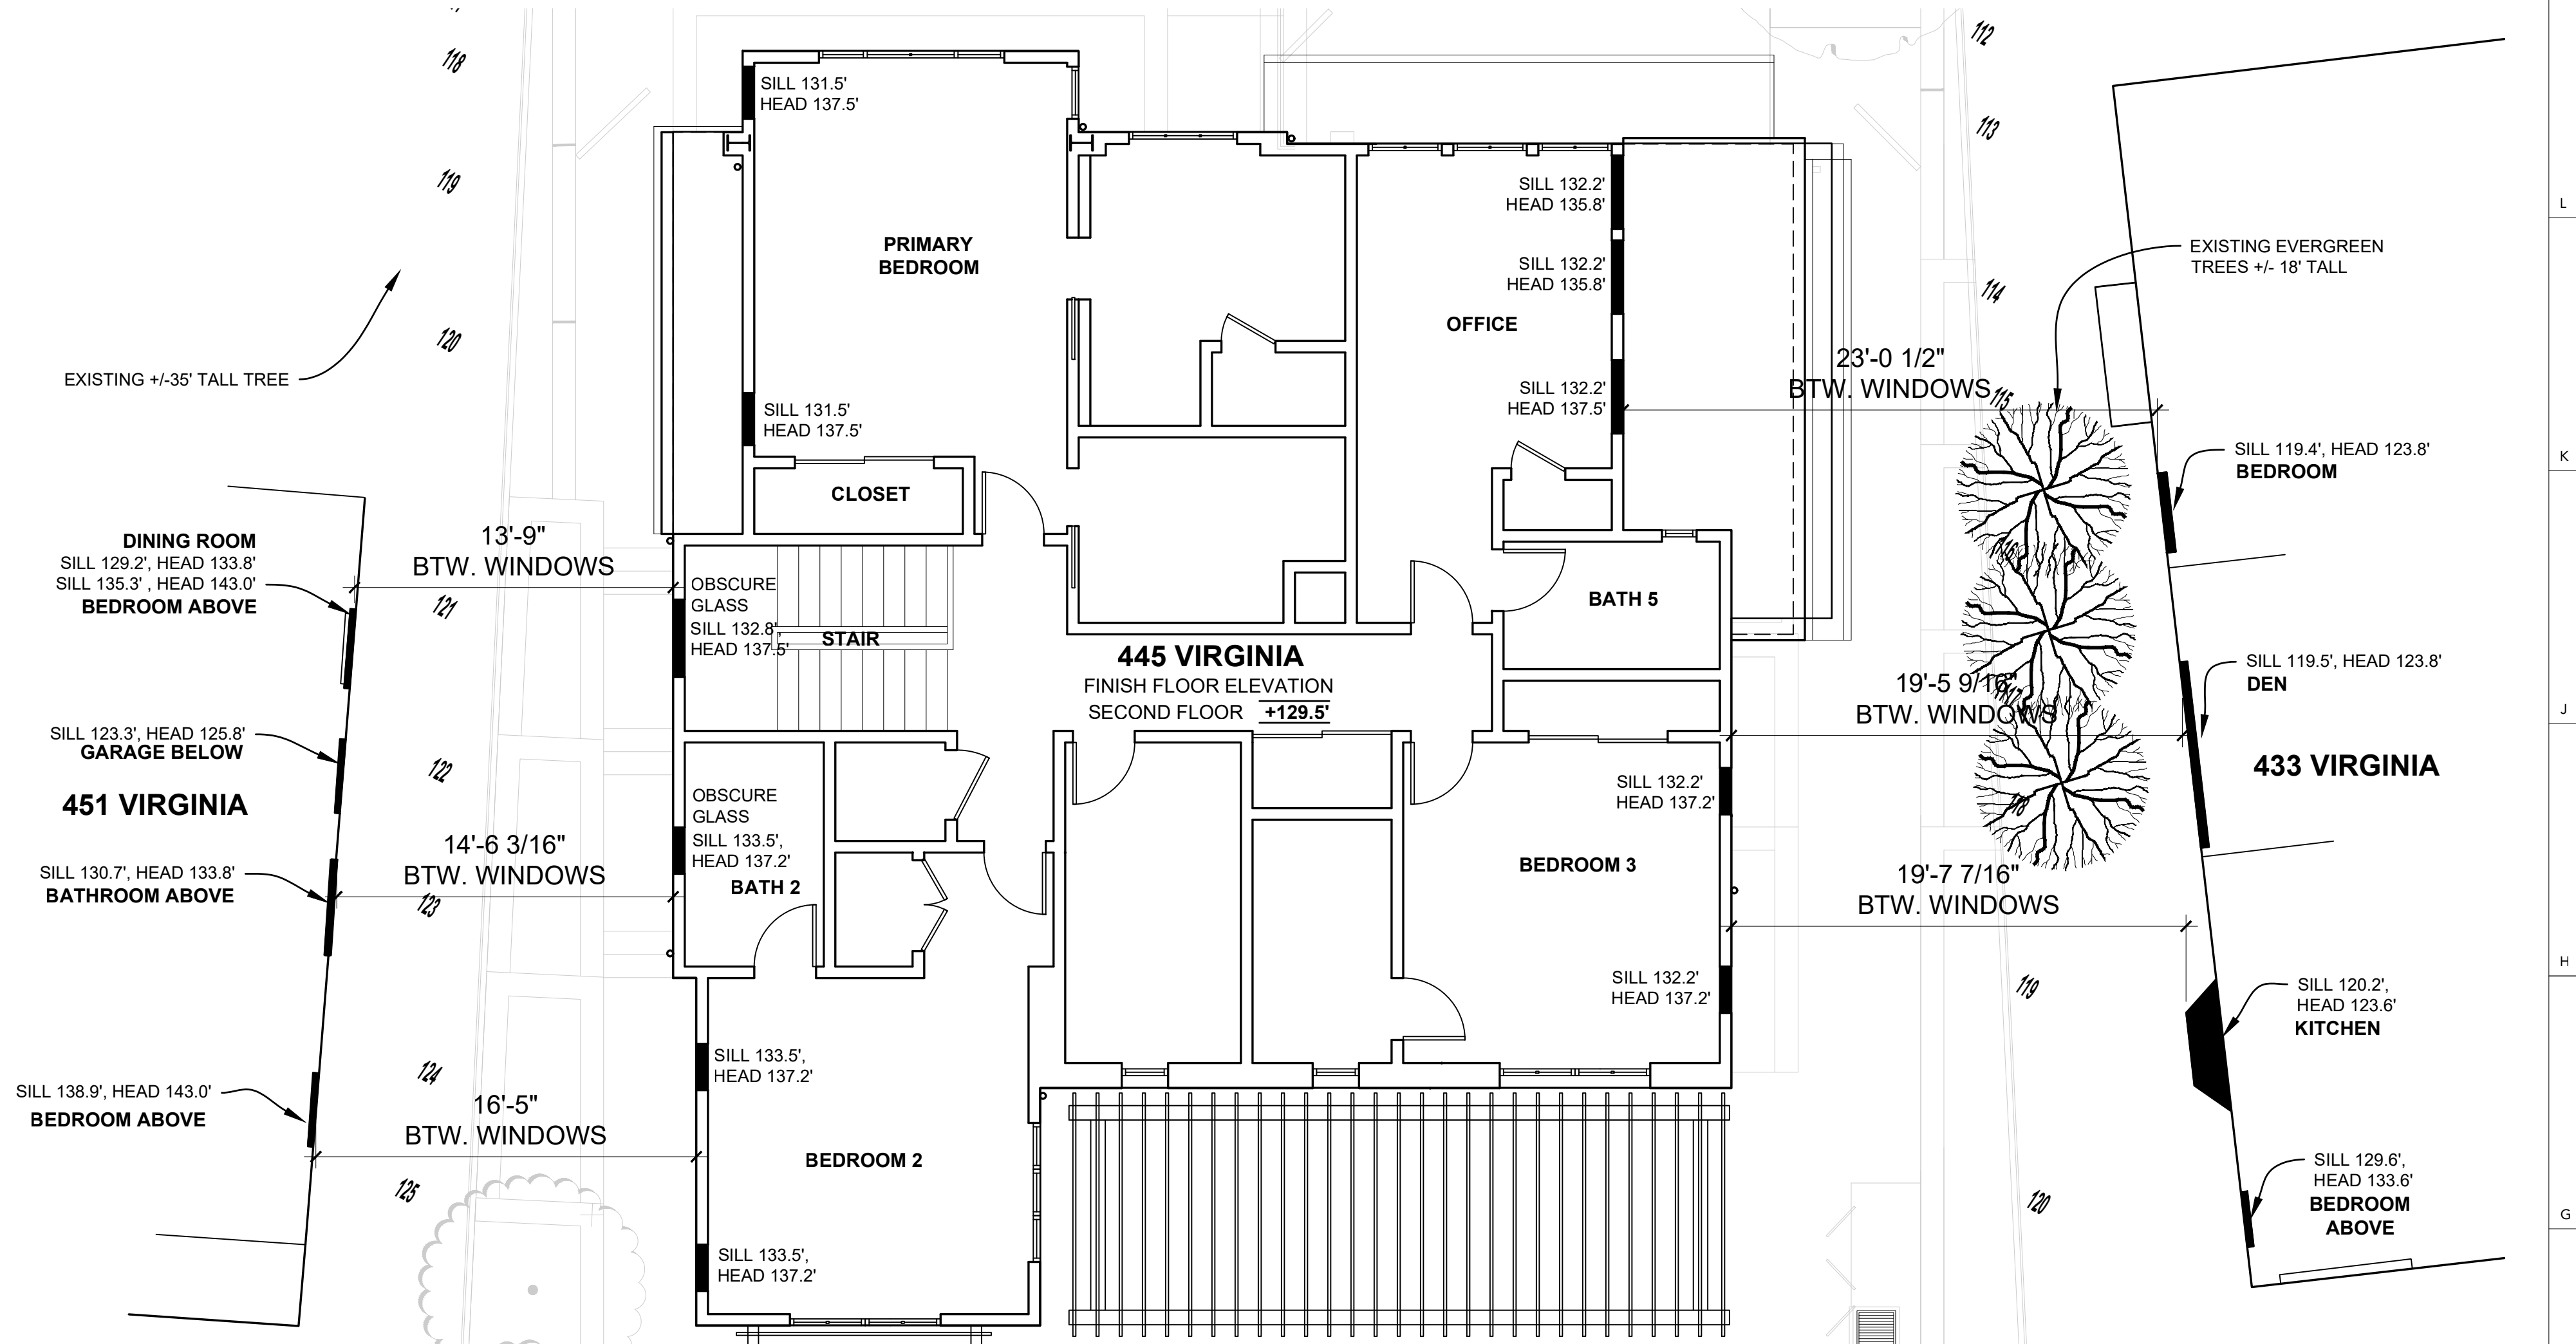 118
119
120
EXISTING +/-35' TALL TREE
DINING ROOM
SILL 129.2', HEAD 133.8'
SILL 135.3' , HEAD 143.0'
BEDROOM ABOVE
13'-9"
BTW. WINDOWS
121
SILL 123.3', HEAD 125.8'
GARAGE BELOW
451 VIRGINIA
122
14'-6 3/16"
BTW. WINDOWS
SILL 130.7', HEAD 133.8'
BATHROOM ABOVE
123
SILL 138.9', HEAD 143.0'
BEDROOM ABOVE
124
16'-5"
BTW. WINDOWS
125
SILL 131.5'
HEAD 137.5'
PRIMARY
BEDROOM
SILL 131.5'
HEAD 137.5'
CLOSET
OBSCURE
GLASS
SILL 132.8'
HEAD 137.5'
STAIR
445 VIRGINIA
FINISH FLOOR ELEVATION
SECOND FLOOR +129.5'
OBSCURE
GLASS
SILL 133.5',
HEAD 137.2'
BATH 2
SILL 133.5',
HEAD 137.2'
BEDROOM 2
SILL 133.5',
HEAD 137.2'
SILL 132.2'
HEAD 135.8'
SILL 132.2'
HEAD 135.8'
OFFICE
SILL 132.2'
HEAD 137.5'
BATH 5
SILL 132.2'
HEAD 137.2'
BEDROOM 3
SILL 132.2'
HEAD 137.2'
112
113
114
EXISTING EVERGREEN
TREES +/- 18' TALL
23'-0 1/2"
BTW. WINDOWS
115
SILL 119.4', HEAD 123.8'
BEDROOM
116
SILL 119.5', HEAD 123.8'
DEN
19'-5 9/16"
BTW. WINDOWS
117
433 VIRGINIA
19'-7 7/16"
BTW. WINDOWS
119
SILL 120.2',
HEAD 123.6'
KITCHEN
SILL 129.6',
HEAD 133.6'
BEDROOM
ABOVE
120
L
K
J
H
G